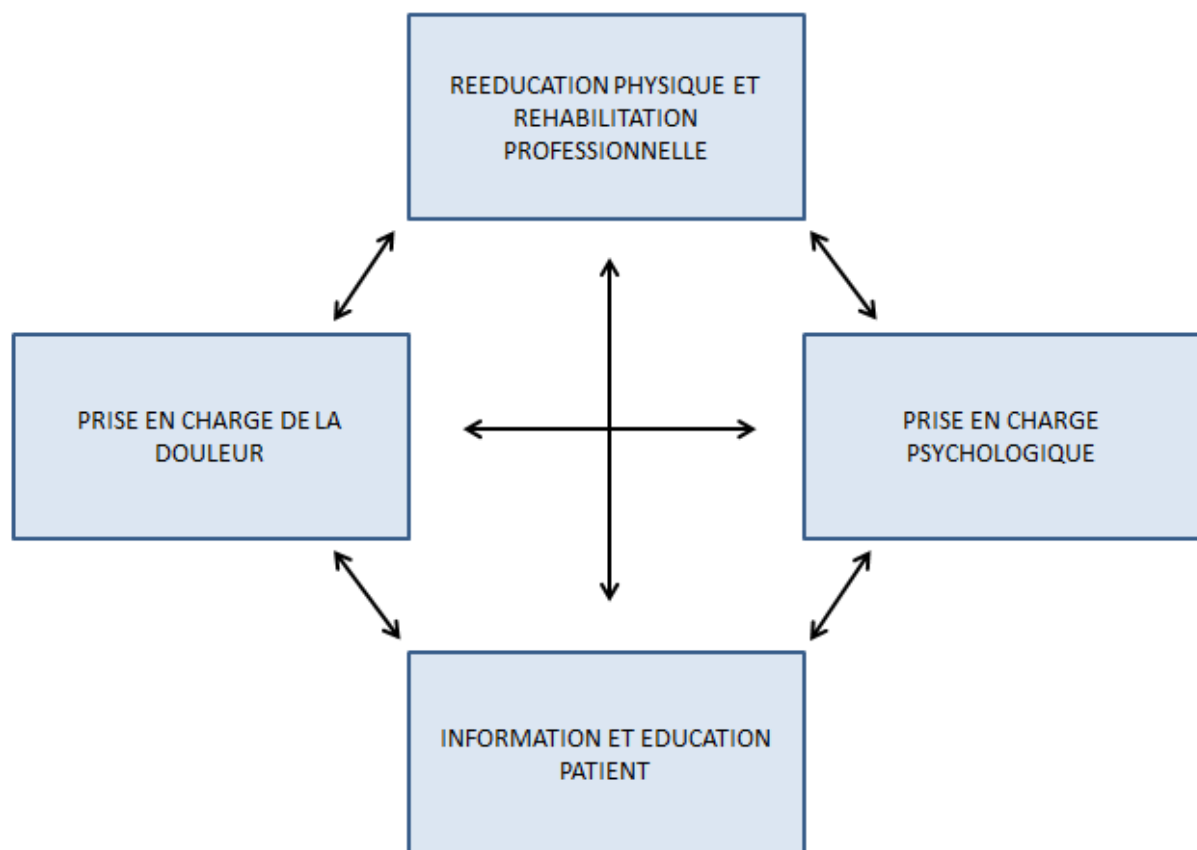 REEDUCATION PHYSIQUE ET
REHABILITATION
PROFESSIONNELLE
PRISE EN CHARGE DE LA
DOULEUR
PRISE EN CHARGE
PSYCHOLOGIQUE
INFORMATION ET EDUCATION
PATIENT